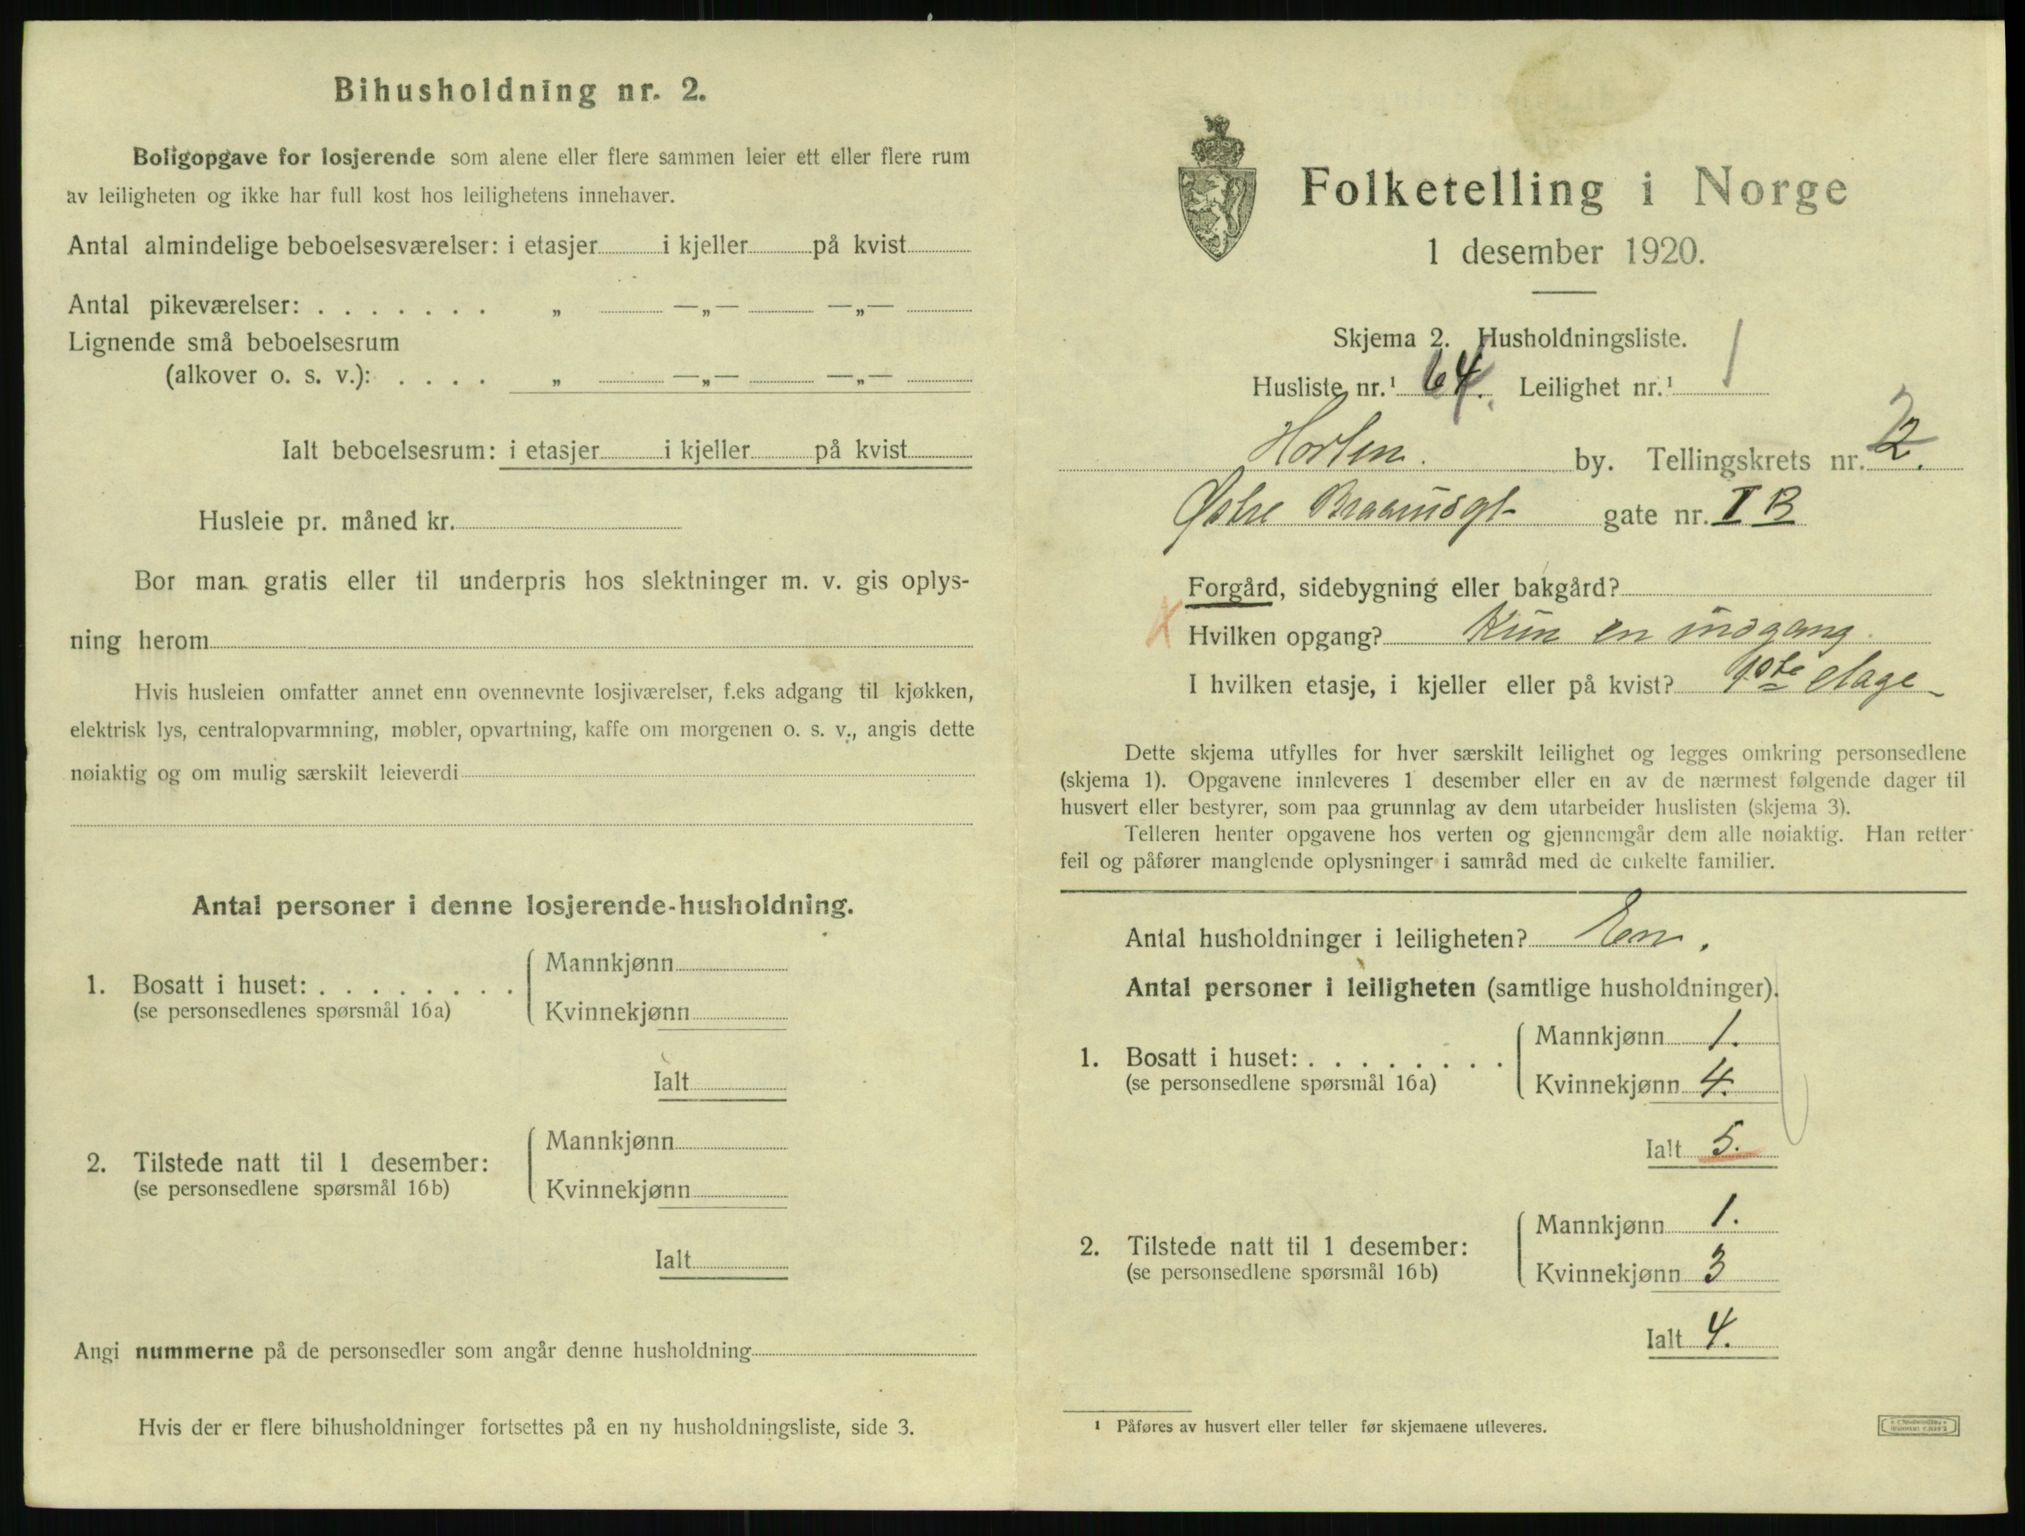 Bihusholdning nr. 2.
Boligopgave for losjerende som alene eller flere sammen leier ett eller flere rum
av leiligheten og ikke har full kost hos leilighetens innehaver.
Antal almindelige beboelsesværelser: i etasjer i kjeller på kvist
Antal pikeværelser: . . . . . . . „ —„— —„—
Lignende små beboelsesrum
(alkover o. s. v.): . . . . „ —„— —„—
Ialt beboelsesrum: i etasjer i kjeller på kvist
Husleie pr. måned kr.
Bor man gratis eller til underpris hos slektninger m. v. gis oplys-
ning herom
Hvis husleien omfatter annet enn ovennevnte losjiværelser, f.eks adgang til kjøkken,
elektrisk lys, centralopvarmning, møbler, opvartning, kaffe om morgenen o. s. v., angis dette
nøiaktig og om mulig særskilt leieverdi
Antal personer i denne losjerende-husholdning.
1. Bosatt i huset: . . . . . . . .
(se personsedlenes spørsmål 16a)
Mannkjønn
Kvinnekjønn
Ialt
2. Tilstede natt til 1 desember:
(se personsedlene spørsmål 16b)
Mannkjønn
Kvinnekjønn
Ialt
Angi nummerne på de personsedler som angår denne husholdning
Hvis der er flere bihusholdninger fortsettes på en ny husholdningsliste, side 3.
Folketelling i Norge
1 desember 1920.
Skjema 2. Husholdningsliste.
Husliste nr.¹ 64. Leilighet nr.¹ 1
Horten. by. Tellingskrets nr. 2.
Østre Braarudgt gate nr. I B
Forgård, sidebygning eller bakgård?
Hvilken opgang? Kun en indgang.
I hvilken etasje, i kjeller eller på kvist? 1ste etage
Dette skjema utfylles for hver særskilt leilighet og legges omkring personsedlene
(skjema 1). Opgavene innleveres 1 desember eller en av de nærmest følgende dager til
husvert eller bestyrer, som paa grunnlag av dem utarbeider huslisten (skjema 3).
Telleren henter opgavene hos verten og gjennemgår dem alle nøiaktig. Han retter
feil og påfører manglende oplysninger i samråd med de enkelte familier.
Antal husholdninger i leiligheten? En.
Antal personer i leiligheten (samtlige husholdninger).
1. Bosatt i huset: . . . . . . . .
(se personsedlene spørsmål 16a)
Mannkjønn 1.
Kvinnekjønn 4.
Ialt 5.
2. Tilstede natt til 1 desember:
(se personsedlene spørsmål 16b)
Mannkjønn 1.
Kvinnekjønn 3
Ialt 4.
¹ Påføres av husvert eller teller før skjemaene utleveres.